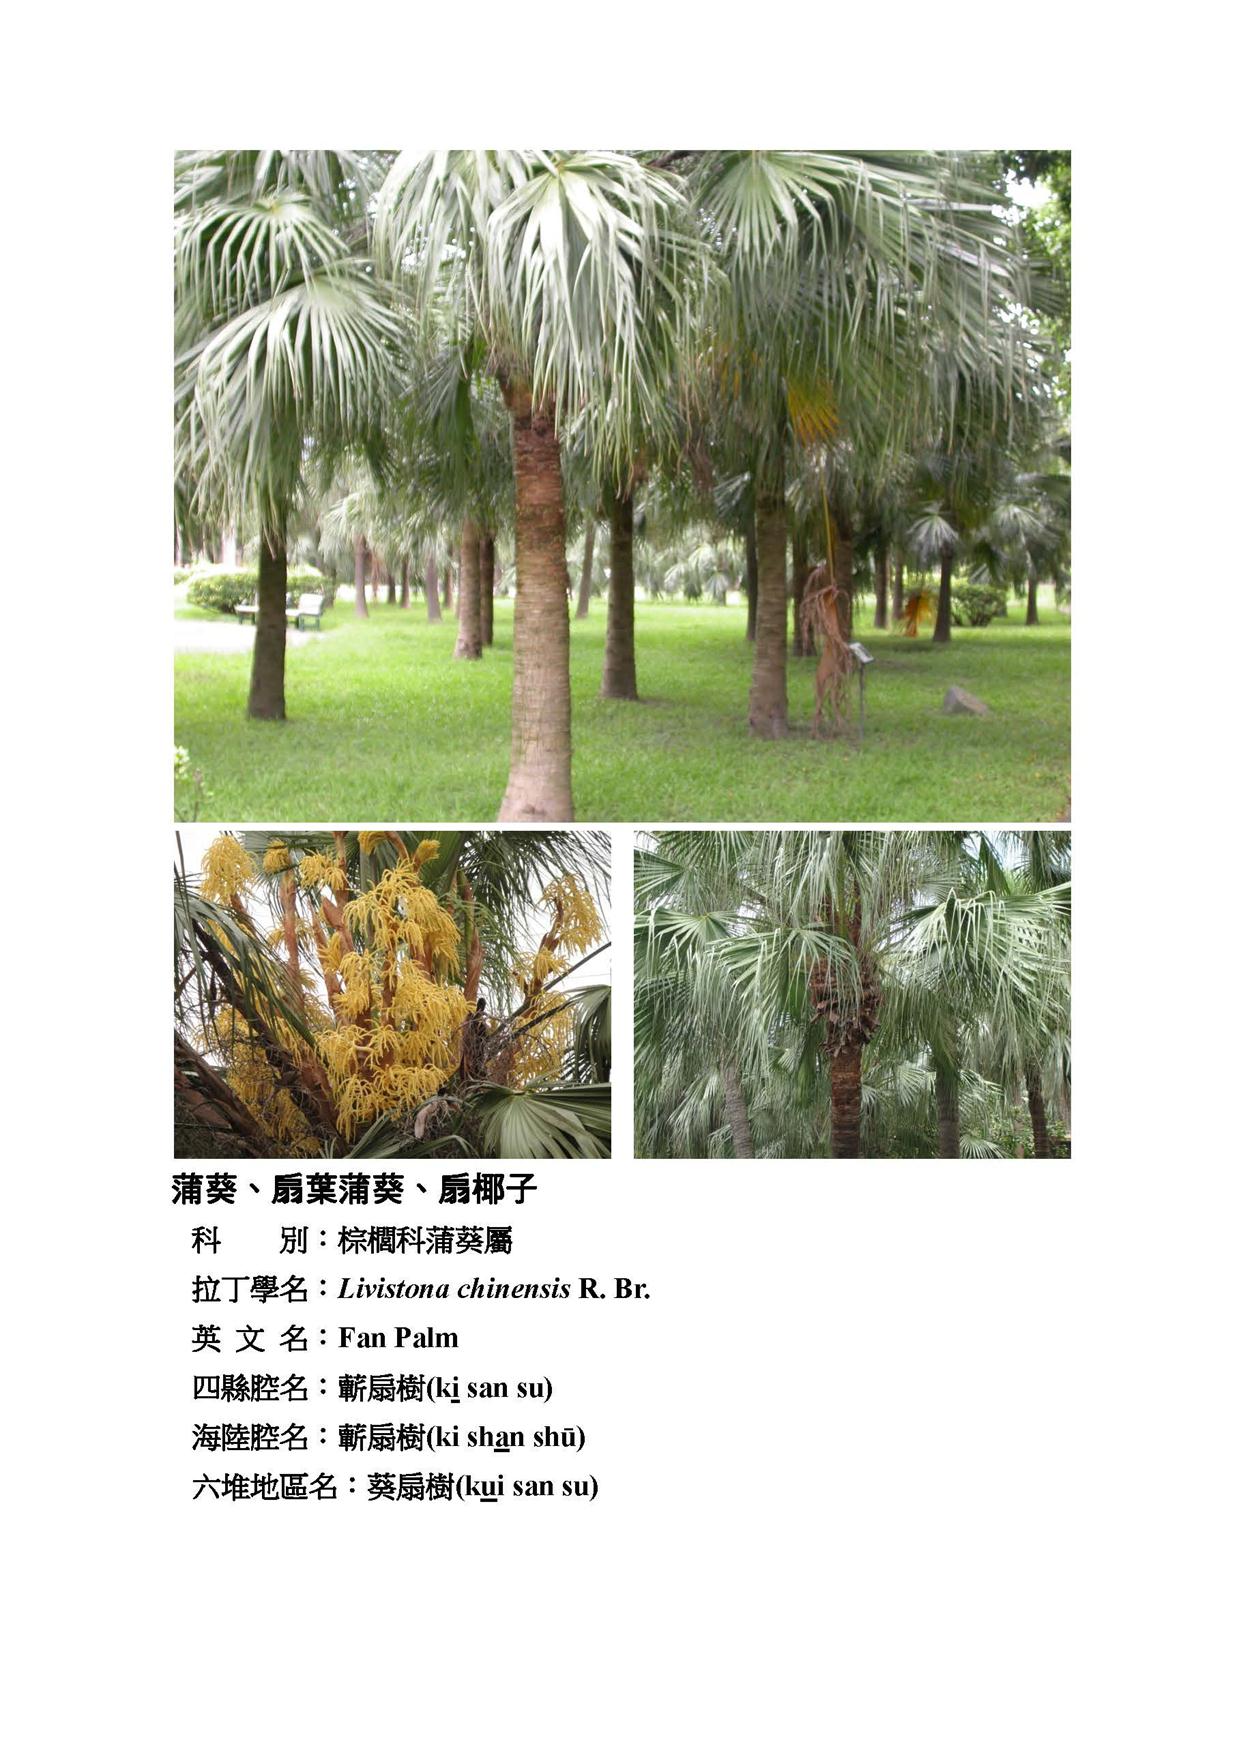 蒲葵、扇葉蒲葵、扇椰子
科　　別：棕櫚科蒲葵屬
拉丁學名：Livistona chinensis R. Br.
英 文 名：Fan Palm
四縣腔名：蘄扇樹(ki̲ san su)
海陸腔名：蘄扇樹(ki sha̲n shū)
六堆地區名：葵扇樹(ku̲i san su)